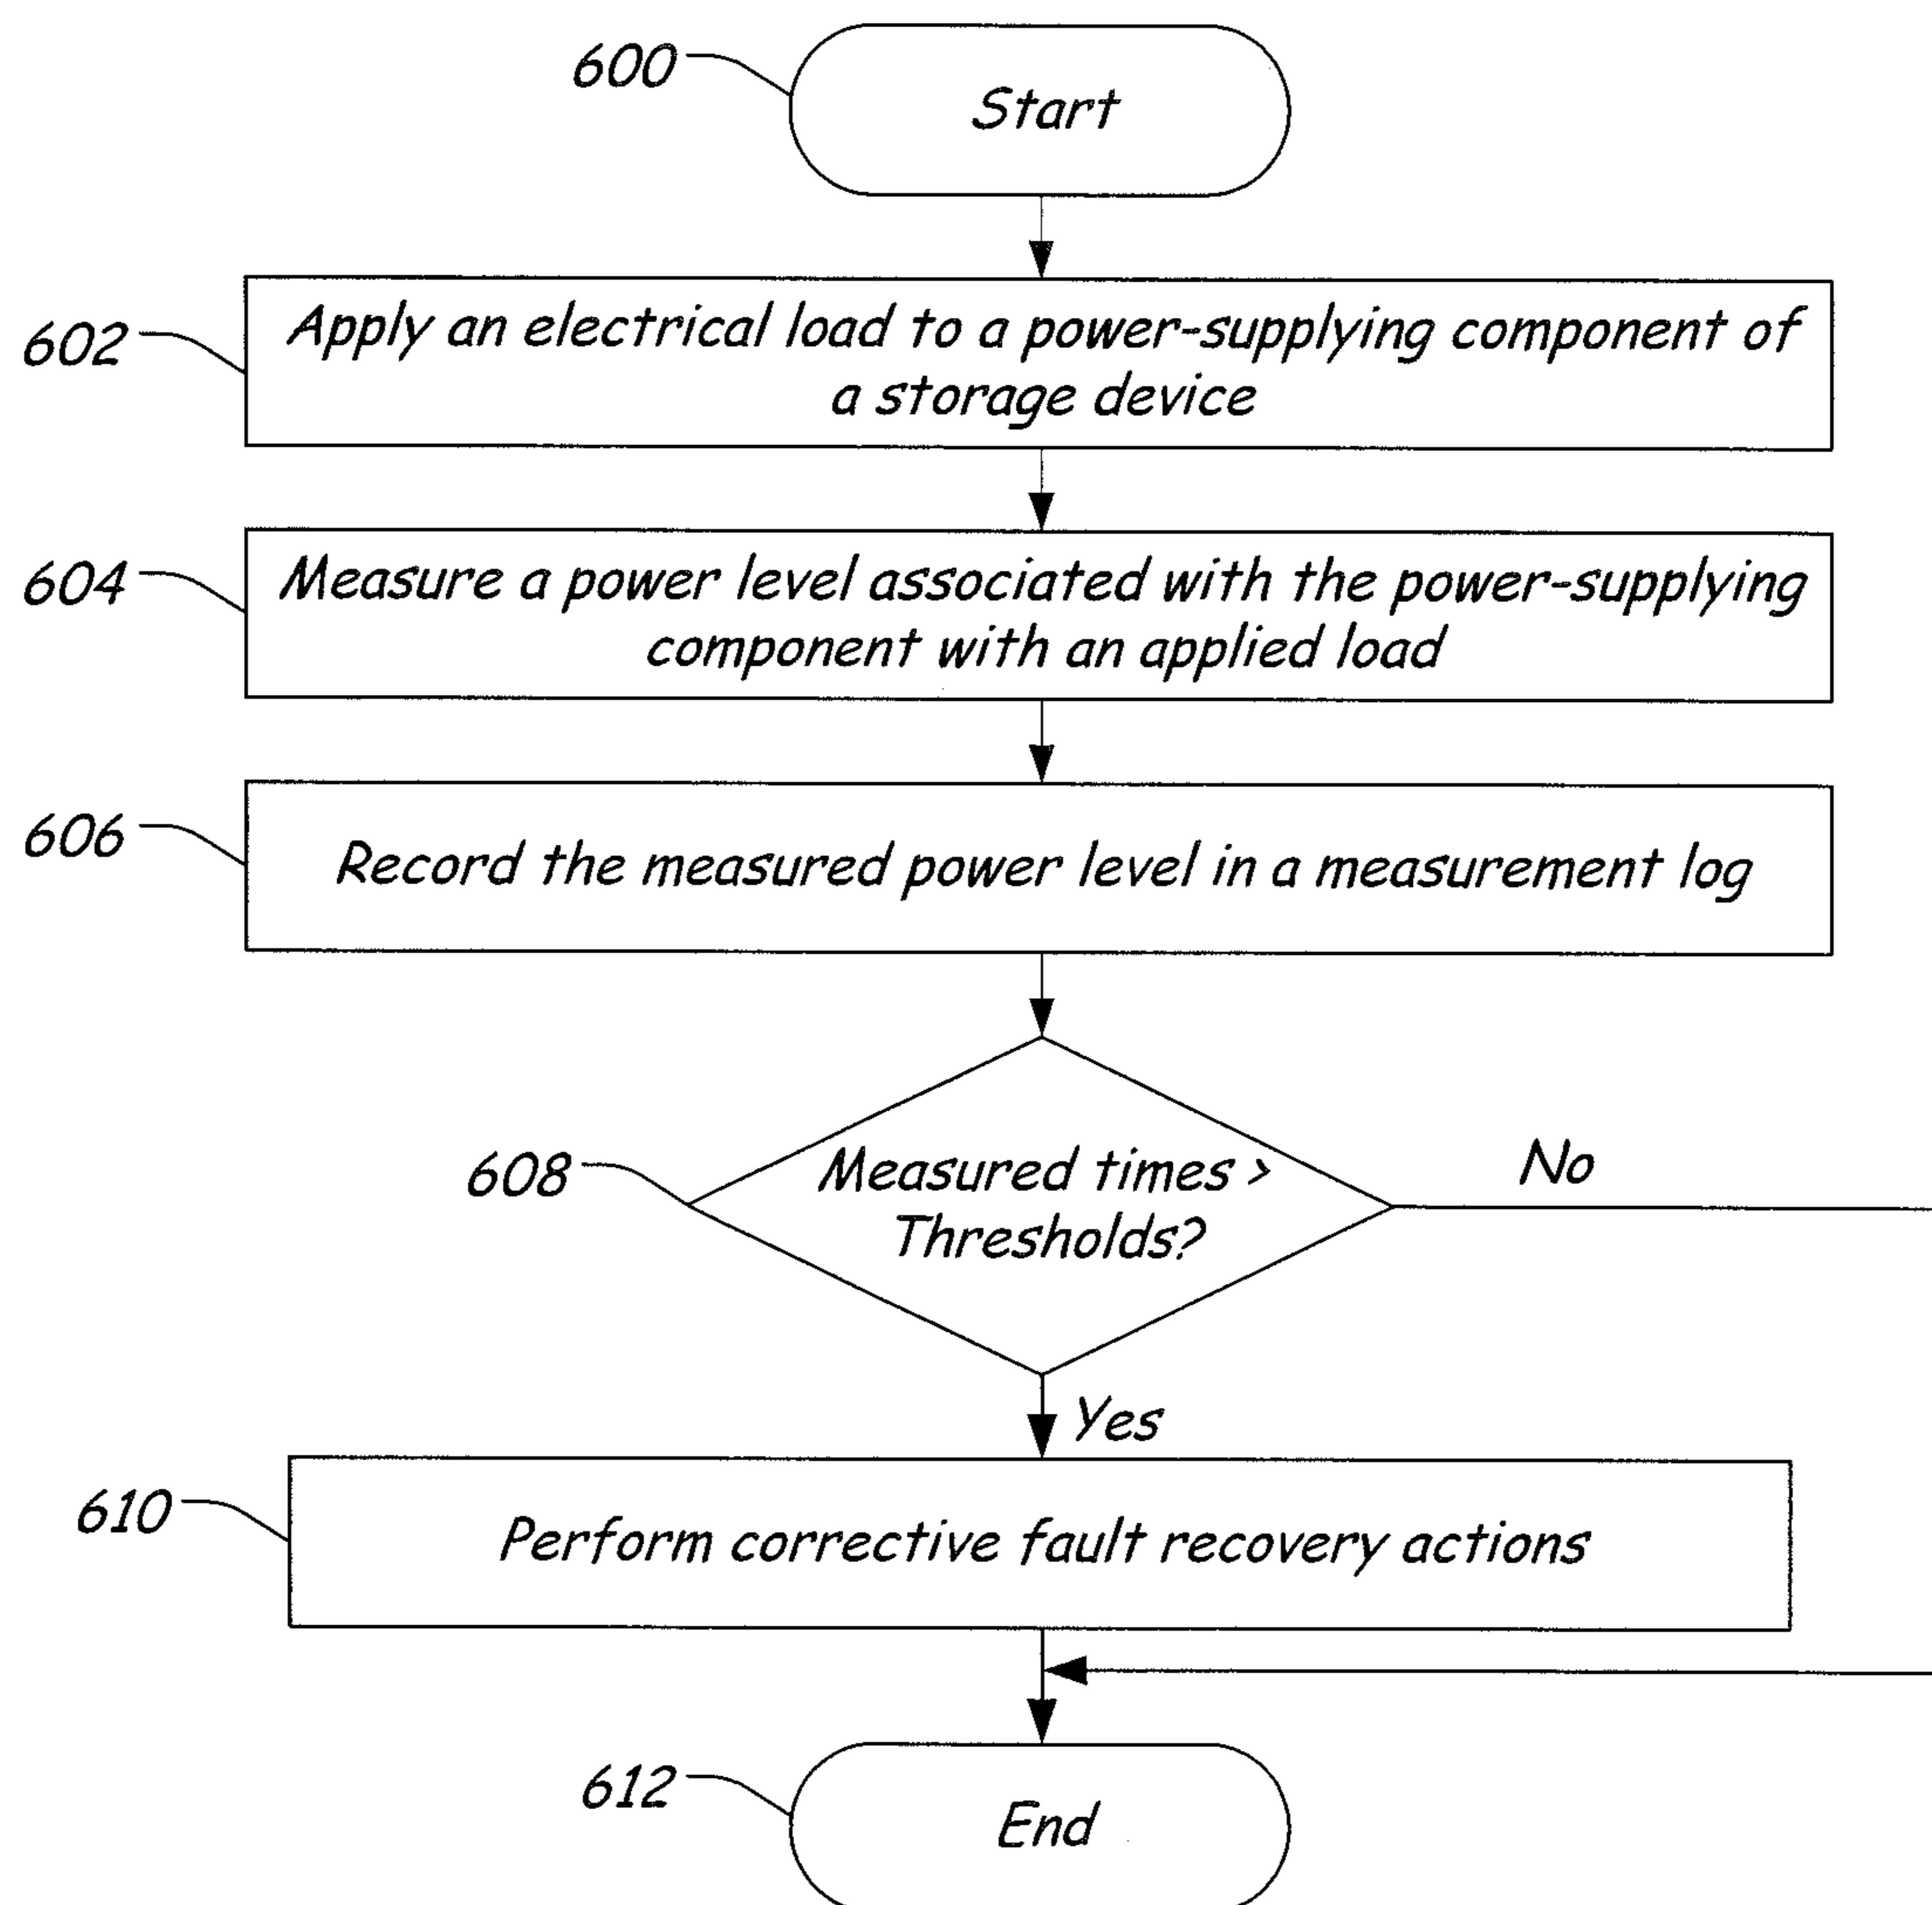 600
Start
602
Apply an electrical load to a power-supplying component of
a storage device
604
Measure a power level associated with the power-supplying
component with an applied load
606
Record the measured power level in a measurement log
608
Measured times >
Thresholds?
No
Yes
610
Perform corrective fault recovery actions
612
End